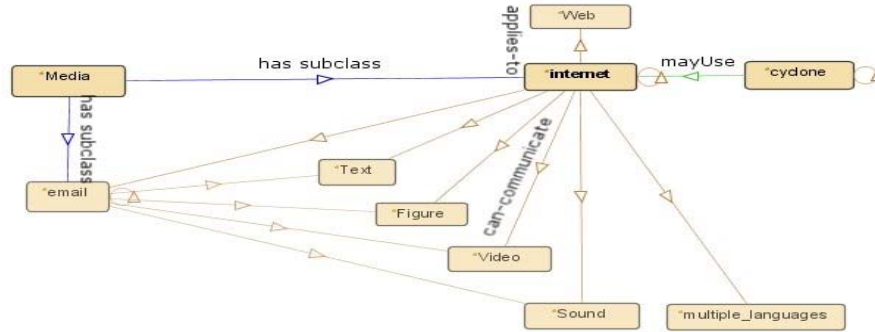 *Web
applies-to
has subclass
*internet
mayUse
*cyclone
*Media
has subclass
*Text
*email
can-communicate
*Figure
*Video
*Sound
*multiple_languages